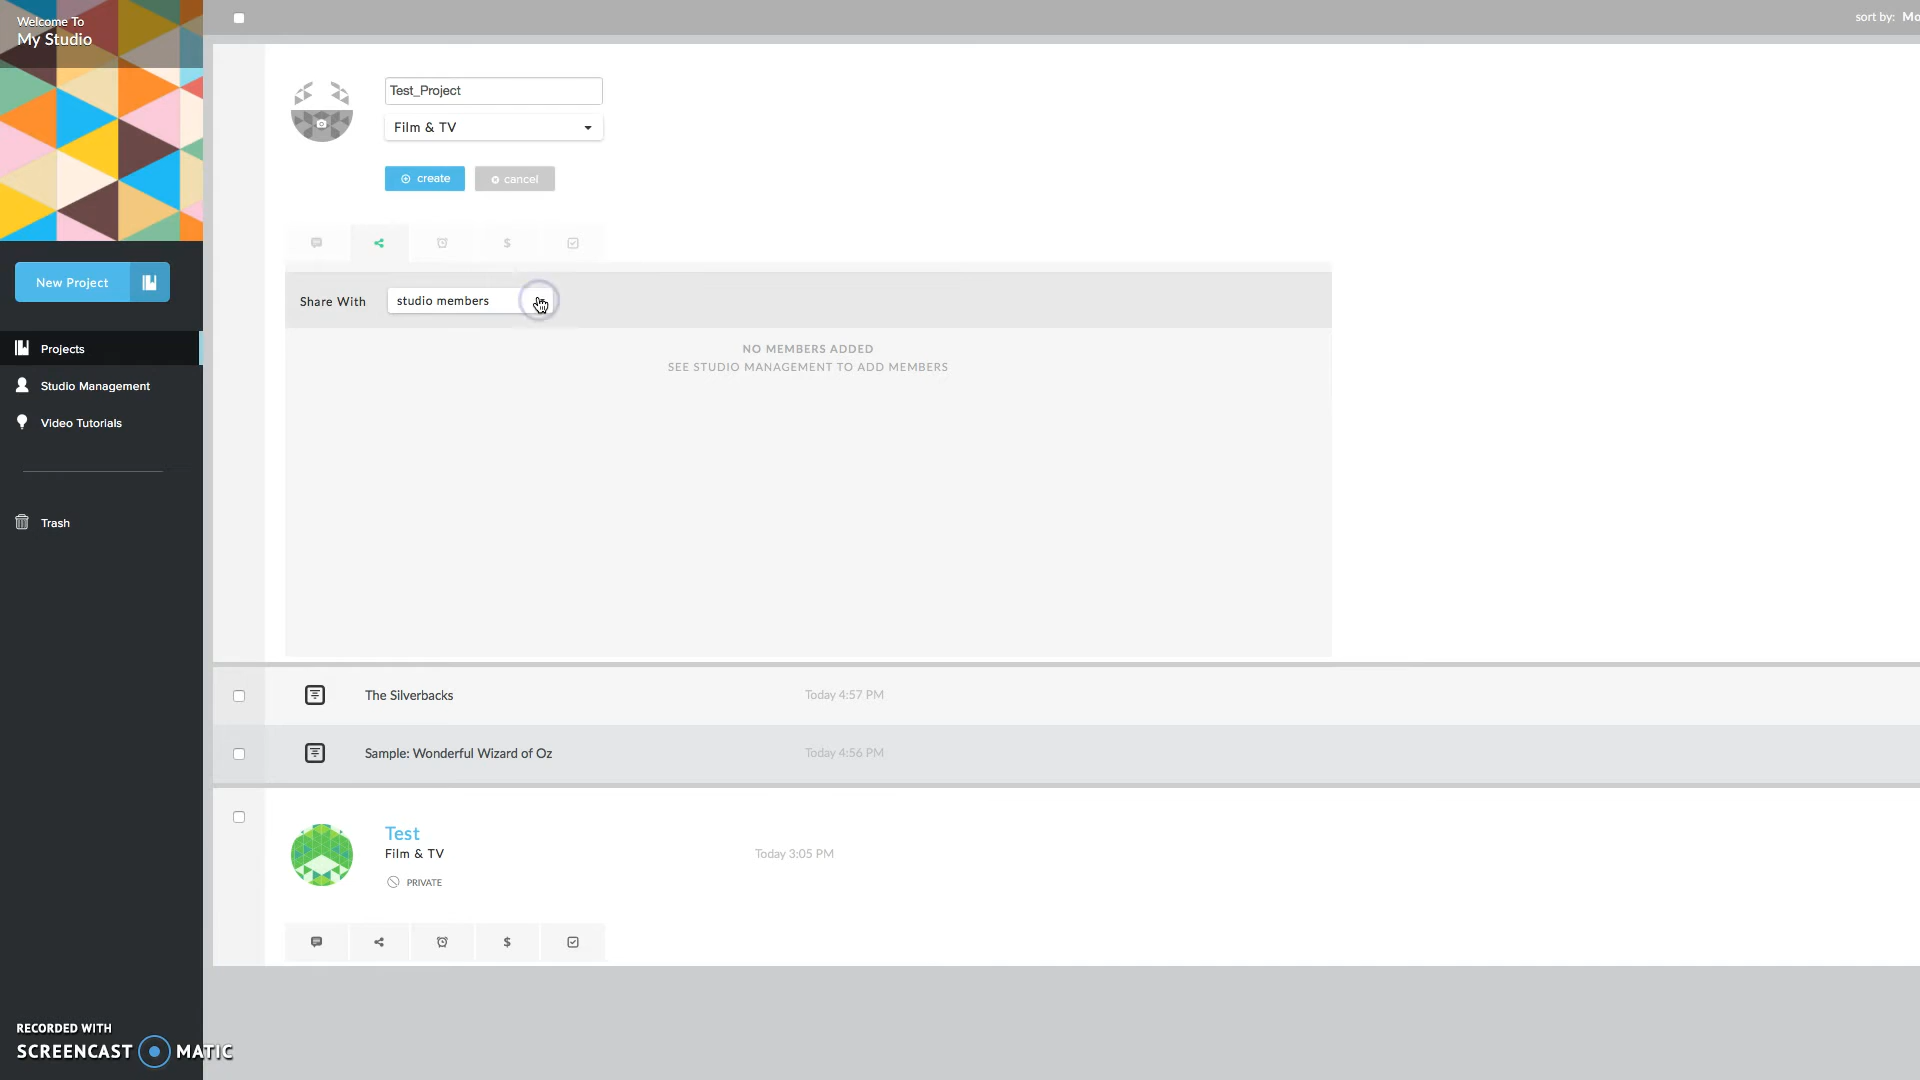 Welcome To
My Studio
sort by: Mo
Test_Project
Film & TV
create
cancel
$
New Project
Share With
studio members
NO MEMBERS ADDED
SEE STUDIO MANAGEMENT TO ADD MEMBERS
Projects
Studio Management
Video Tutorials
Trash
The Silverbacks
Today 4:57 PM
Sample: Wonderful Wizard of Oz
Today 4:56 PM
Test
Film & TV
Today 3:05 PM
PRIVATE
$
RECORDED WITH
SCREENCAST MATIC